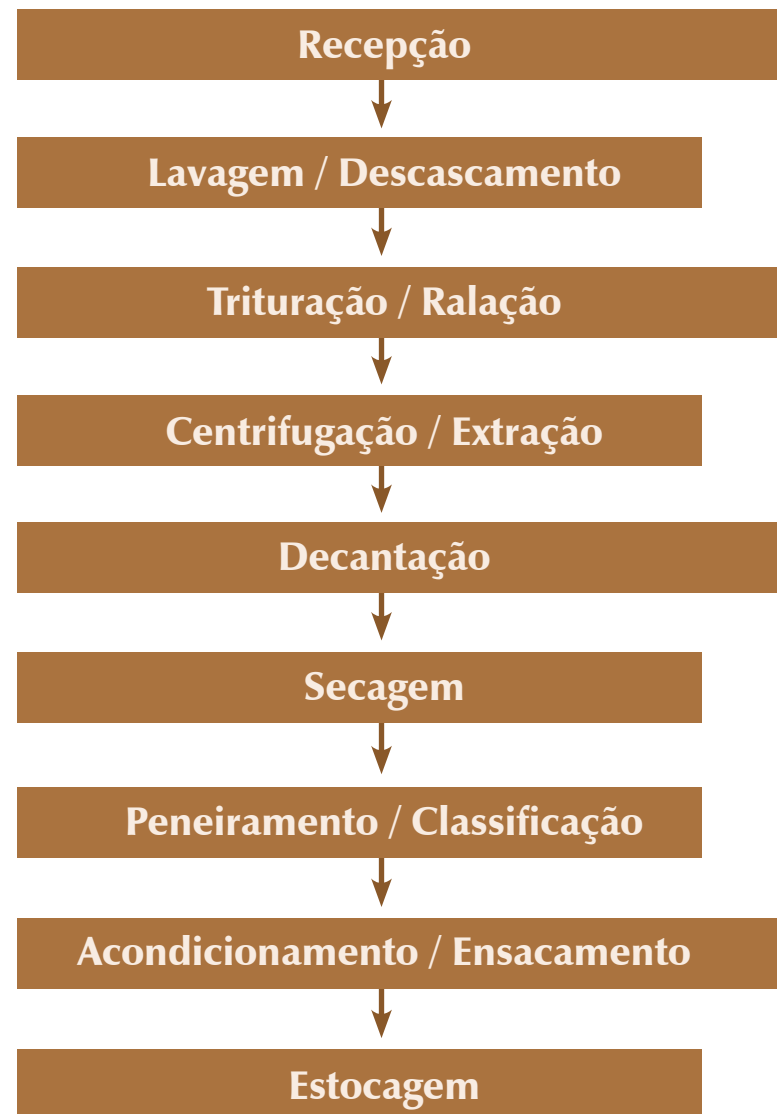 Recepção
Lavagem / Descascamento
Trituração / Ralação
Centrifugação / Extração
Decantação
Secagem
Peneiramento / Classificação
Acondicionamento / Ensacamento
Estocagem